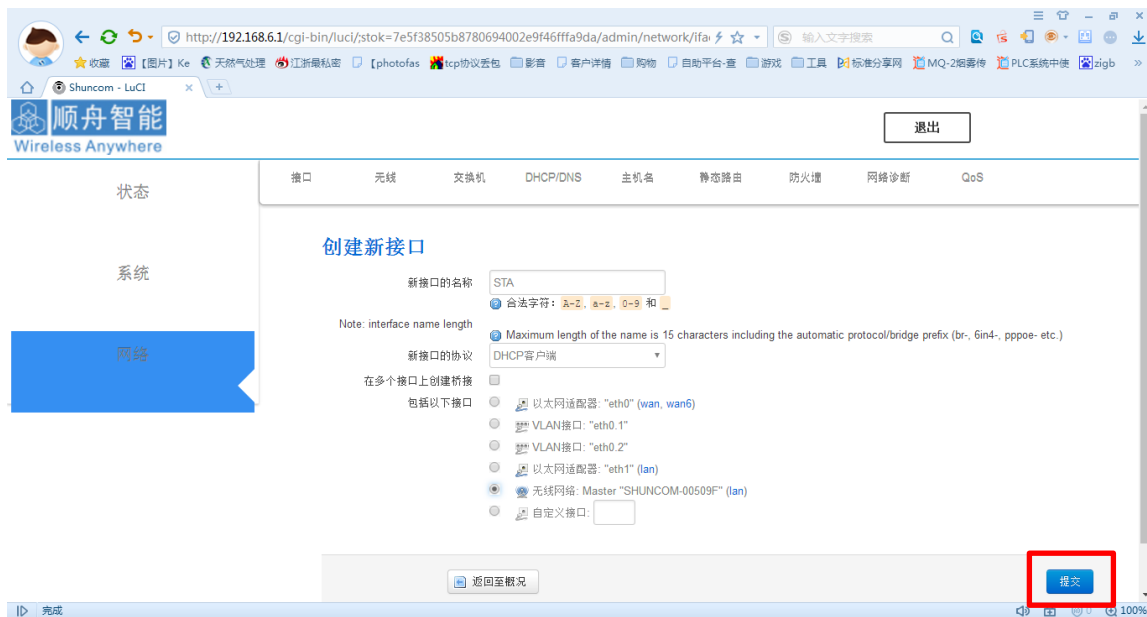 http://192.168.6.1/cgi-bin/luci/;stok=7e5f38505b8780694002e9f46fffa9da/admin/network/ifa
输入文字搜索
收藏 【图片】Ke 天然气处理 江浙最私密 【photofas tcp协议丢包 影音 客户详情 购物 自助平台-查 游戏 工具 标准分享网 MQ-2烟雾传 PLC系统中使 zigb »
Shuncom - LuCI
顺舟智能
Wireless Anywhere
退出
接口 无线 交换机 DHCP/DNS 主机名 静态路由 防火墙 网络诊断 QoS
状态
系统
网络
创建新接口
新接口的名称 STA
合法字符: A-Z, a-z, 0-9 和 _
Note: interface name length
Maximum length of the name is 15 characters including the automatic protocol/bridge prefix (br-, 6in4-, pppoe- etc.)
新接口的协议 DHCP客户端
在多个接口上创建桥接
包括以下接口 以太网适配器: "eth0" (wan, wan6)
VLAN接口: "eth0.1"
VLAN接口: "eth0.2"
以太网适配器: "eth1" (lan)
无线网络: Master "SHUNCOM-00509F" (lan)
自定义接口:
返回至概况 提交
完成 100%